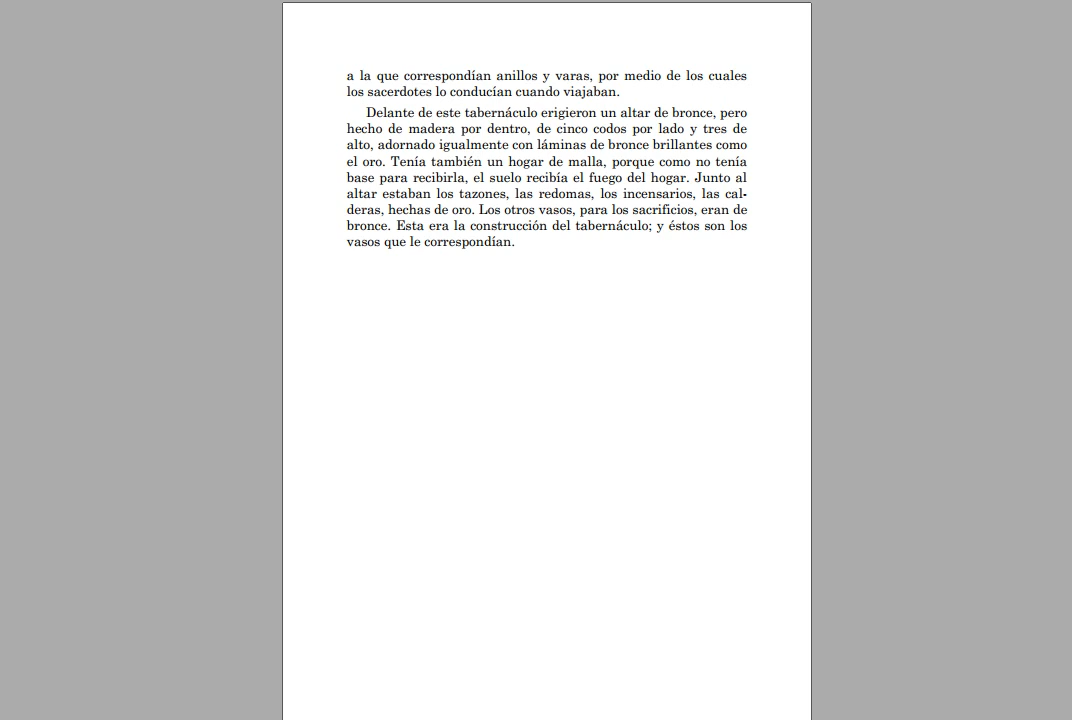 a la que correspondían anillos y varas, por medio de los cuales
los sacerdotes lo conducían cuando viajaban.
Delante de este tabernáculo erigieron un altar de bronce, pero
hecho de madera por dentro, de cinco codos por lado y tres de
alto, adornado igualmente con láminas de bronce brillantes como
el oro. Tenía también un hogar de malla, porque como no tenía
base para recibirla, el suelo recibía el fuego del hogar. Junto al
altar estaban los tazones, las redomas, los incensarios, las cal-
deras, hechas de oro. Los otros vasos, para los sacrificios, eran de
bronce. Esta era la construcción del tabernáculo; y éstos son los
vasos que le correspondían.